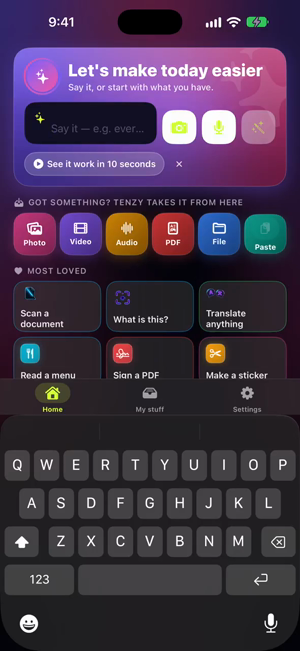 9:41
Let's make today easier
Say it, or start with what you have.
Say it — e.g. ever...
See it work in 10 seconds
GOT SOMETHING? TENZY TAKES IT FROM HERE
Photo Video Audio PDF File Paste
MOST LOVED
Scan a document
What is this?
Translate anything
Read a menu
Sign a PDF
Make a sticker
Home My stuff Settings
Q W E R T Y U I O P
A S D F G H J K L
Z X C V B N M
123